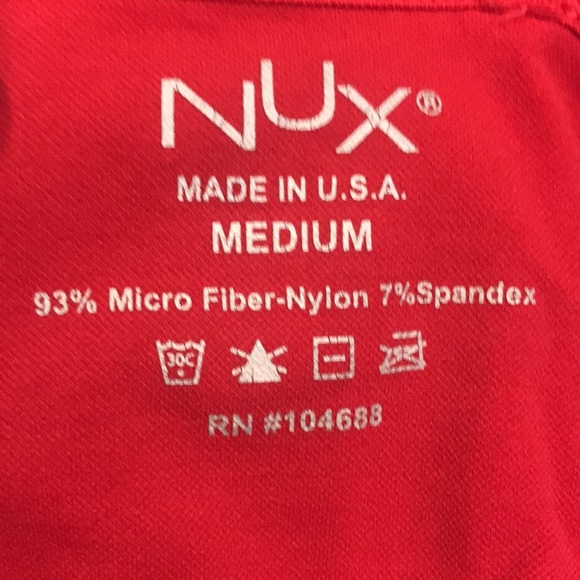 NUX®
MADE IN U.S.A.
MEDIUM
93% Micro Fiber-Nylon 7%Spandex
30C
RN #104688